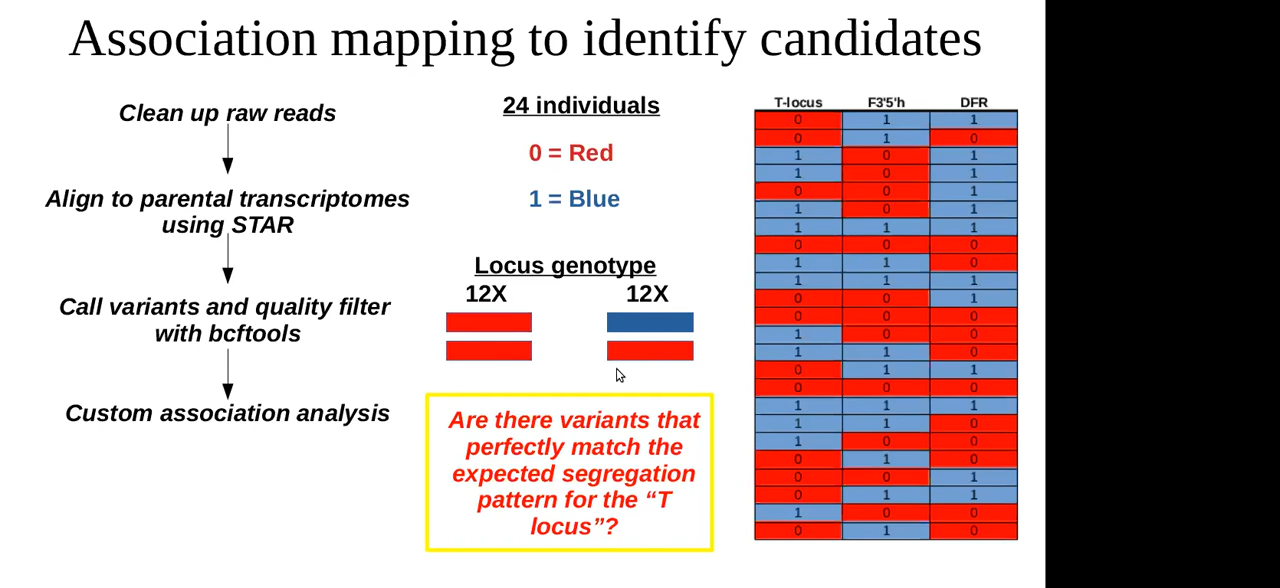 Association mapping to identify candidates
Clean up raw reads
Align to parental transcriptomes
using STAR
Call variants and quality filter
with bcftools
Custom association analysis
24 individuals
0 = Red
1 = Blue
Locus genotype
12X 12X
Are there variants that
perfectly match the
expected segregation
pattern for the “T
locus”?
T-locus F3'5'h DFR
0 1 1
0 1 0
1 0 1
1 0 1
0 0 1
1 0 1
1 1 1
0 0 0
1 1 0
1 1 1
0 0 1
0 0 0
1 0 0
1 1 0
0 1 1
0 0 0
1 1 1
1 1 0
1 0 0
0 1 0
0 0 1
0 1 1
1 0 0
0 1 0